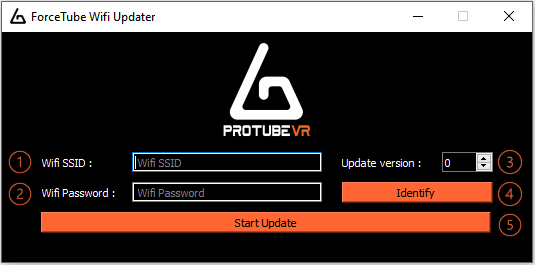 ForceTube Wifi Updater
PROTUBEVR
1 Wifi SSID : Wifi SSID Update version : 0 3
2 Wifi Password : Wifi Password Identify 4
Start Update 5